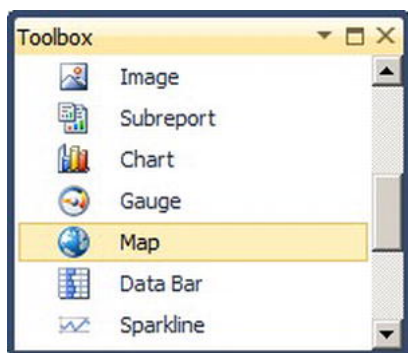 Toolbox
Image
Subreport
Chart
Gauge
Map
Data Bar
Sparkline